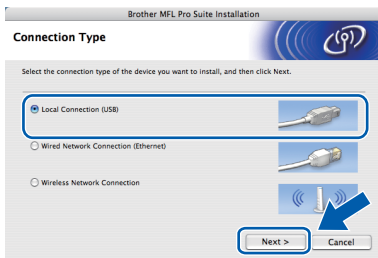 Brother MFL Pro Suite Installation
Connection Type
Select the connection type of the device you want to install, and then click Next.
Local Connection (USB)
Wired Network Connection (Ethernet)
Wireless Network Connection
Next >
Cancel